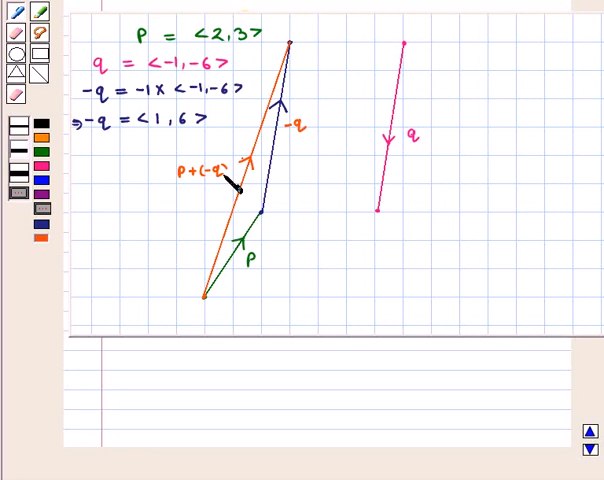 p = <2,3>
q = <-1,-6>
-q = -1 x <-1,-6>
⇒ -q = <1,6>
-q
q
p+(-q)
p